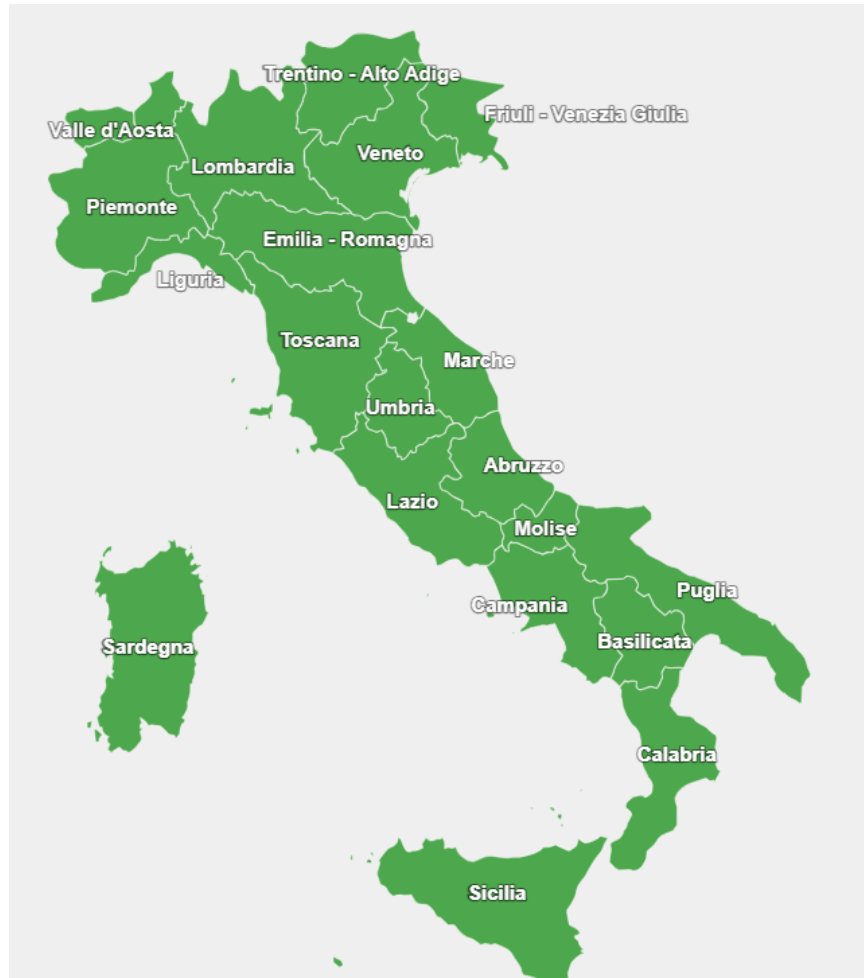 Trentino - Alto Adige
Friuli - Venezia Giulia
Valle d'Aosta
Veneto
Lombardia
Piemonte
Emilia - Romagna
Liguria
Toscana
Marche
Umbria
Abruzzo
Lazio
Molise
Puglia
Campania
Basilicata
Sardegna
Calabria
Sicilia